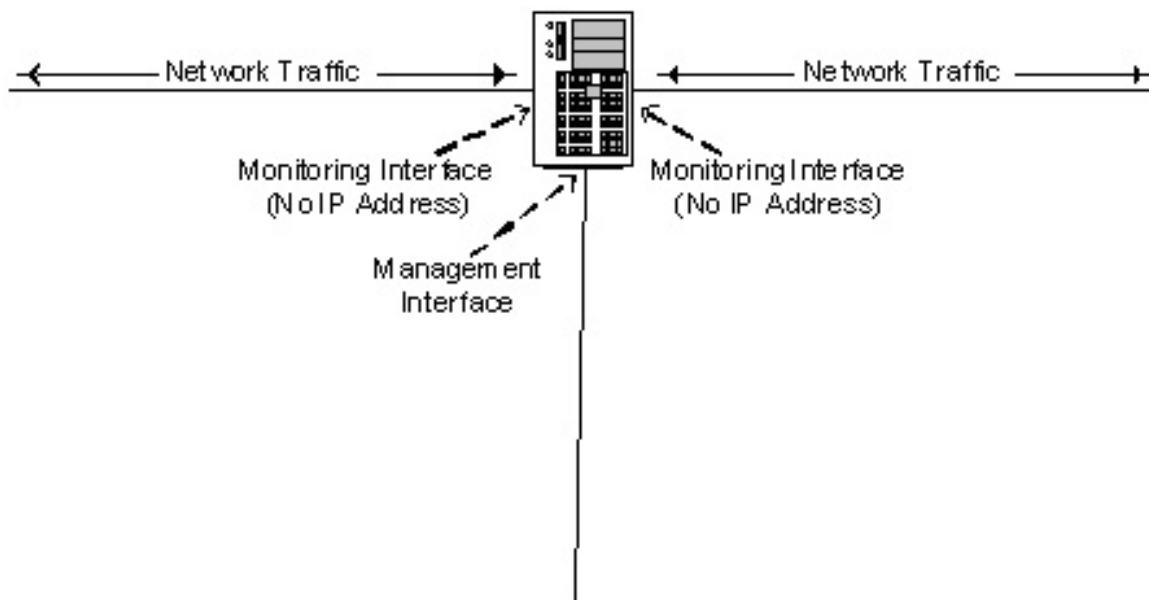 Network Traffic
Network Traffic
Monitoring Interface
(No IP Address)
Monitoring Interface
(No IP Address)
Management
Interface